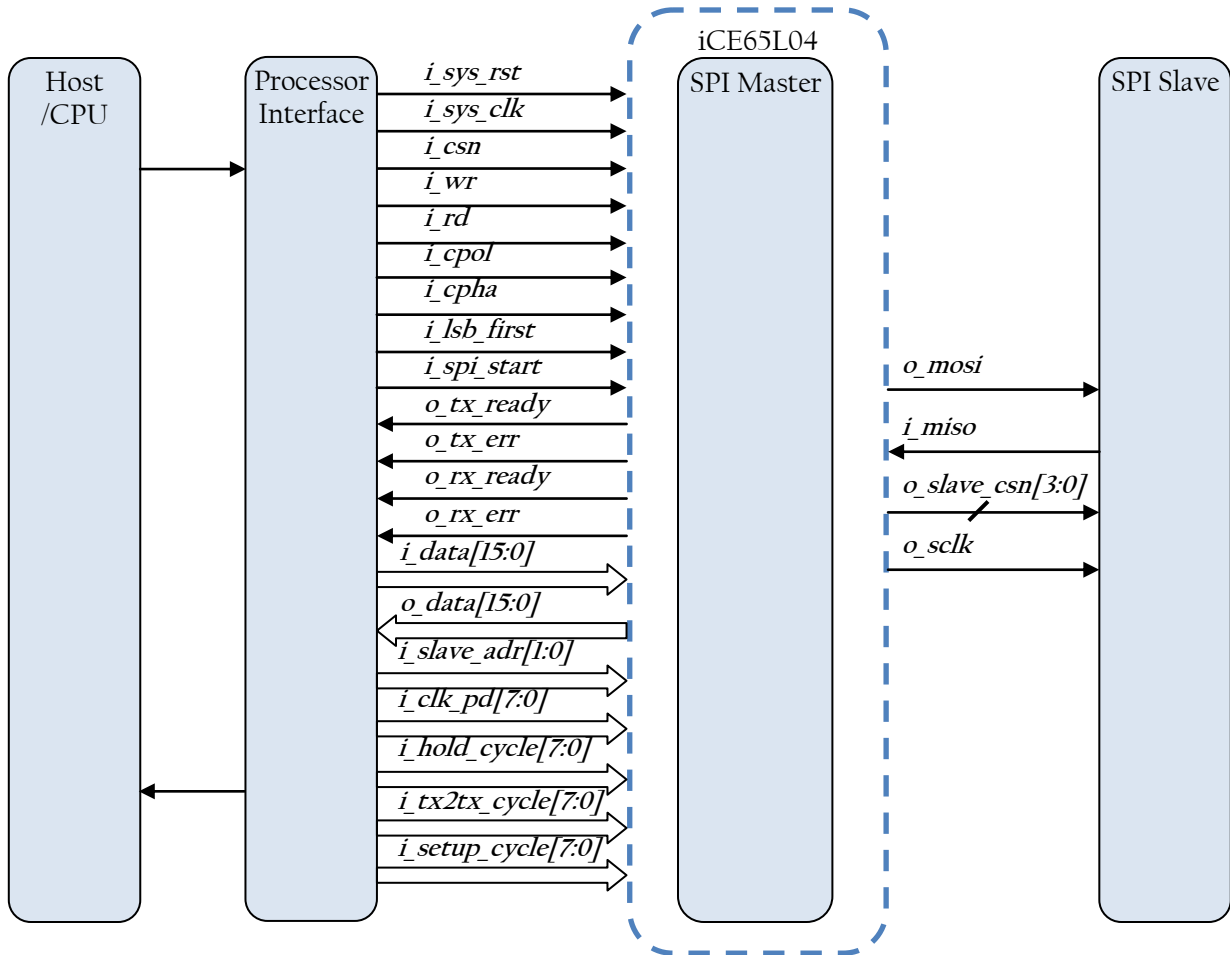 iCE65L04
Host
/CPU
Processor
Interface
SPI Master
SPI Slave
i_sys_rst
i_sys_clk
i_csn
i_wr
i_rd
i_cpol
i_cpha
i_lsb_first
i_spi_start
o_tx_ready
o_tx_err
o_rx_ready
o_rx_err
i_data[15:0]
o_data[15:0]
i_slave_adr[1:0]
i_clk_pd[7:0]
i_hold_cycle[7:0]
i_tx2tx_cycle[7:0]
i_setup_cycle[7:0]
o_mosi
i_miso
o_slave_csn[3:0]
o_sclk